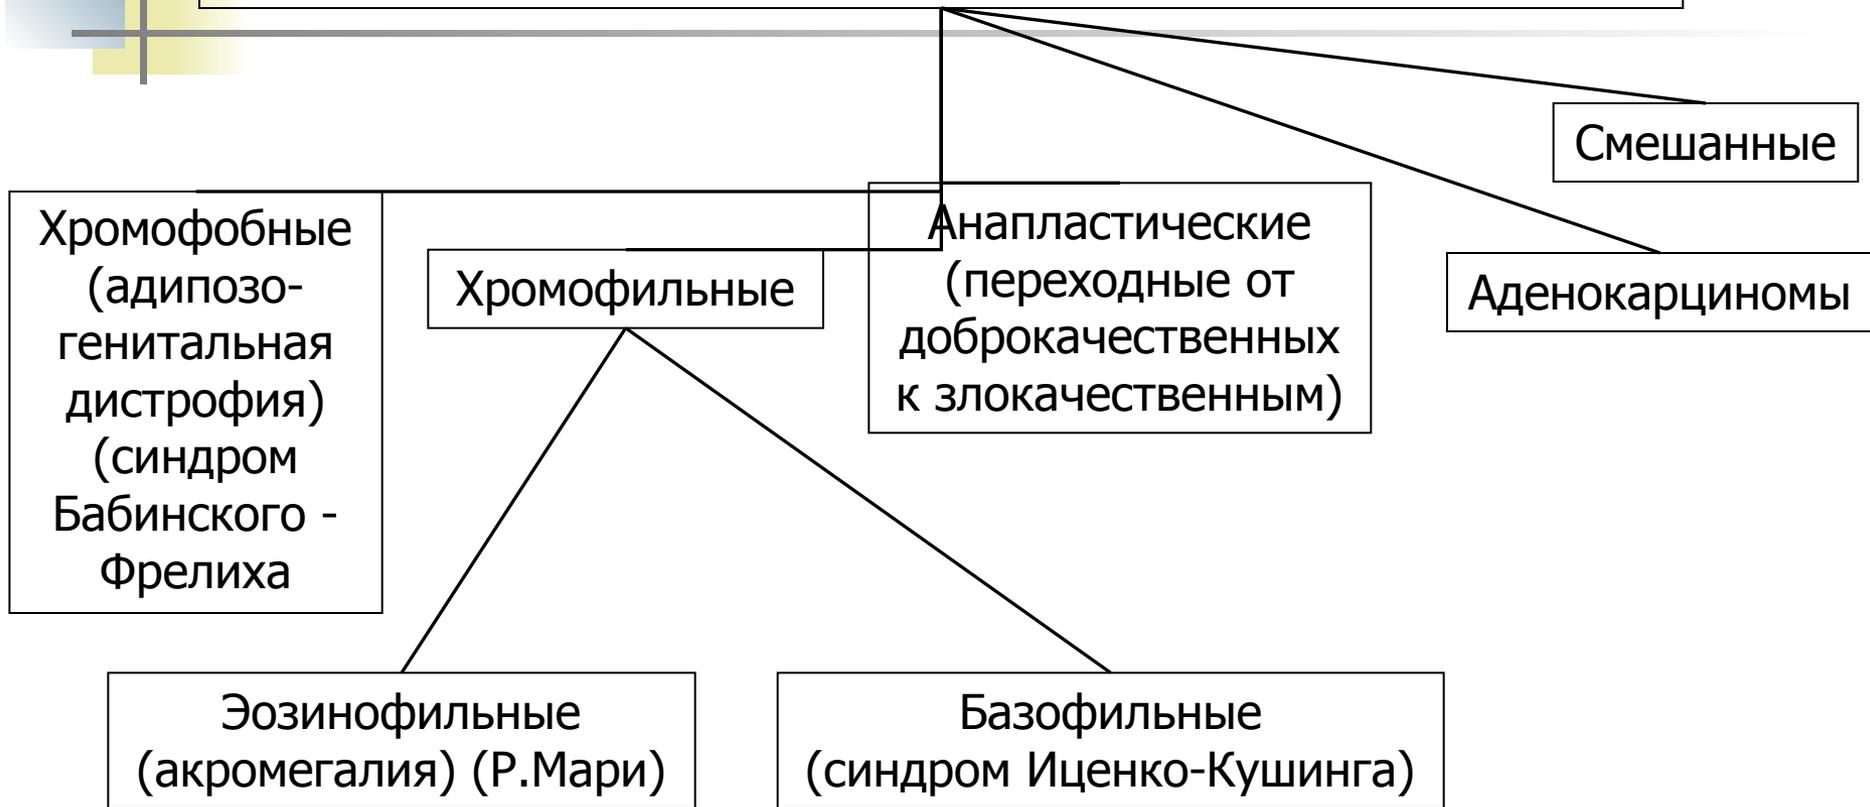 Смешанные
Хромофобные
(адипозо-
генитальная
дистрофия)
(синдром
Бабинского -
Фрелиха
Хромофильные
Анапластические
(переходные от
доброкачественных
к злокачественным)
Аденокарциномы
Эозинофильные
(акромегалия) (Р.Мари)
Базофильные
(синдром Иценко-Кушинга)